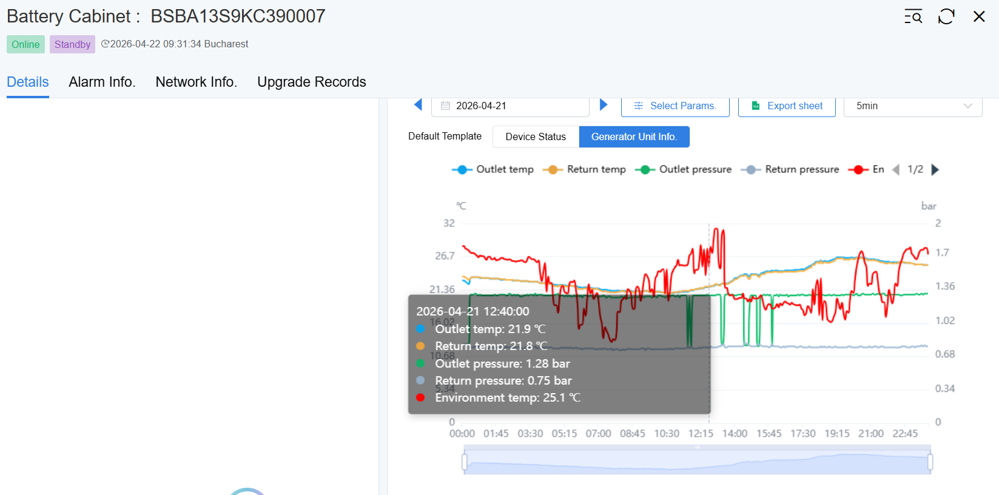 Battery Cabinet : BSBA13S9KC390007
Online Standby 2026-04-22 09:31:34 Bucharest
Details Alarm Info. Network Info. Upgrade Records
2026-04-21 Select Params. Export sheet 5min
Default Template Device Status Generator Unit Info.
Outlet temp Return temp Outlet pressure Return pressure En 1/2
℃ bar
32 2
26.7 1.7
21.36 1.36
2026-04-21 12:40:00
16.02 1.02
Outlet temp: 21.9 ℃
Return temp: 21.8 ℃
10.68 0.68
Outlet pressure: 1.28 bar
Return pressure: 0.75 bar
5.34 0.34
Environment temp: 25.1 ℃
0 0
00:00 01:45 03:30 05:15 07:00 08:45 10:30 12:15 14:00 15:45 17:30 19:15 21:00 22:45